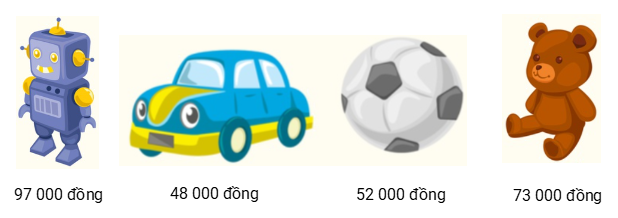 97 000 đồng
48 000 đồng
52 000 đồng
73 000 đồng